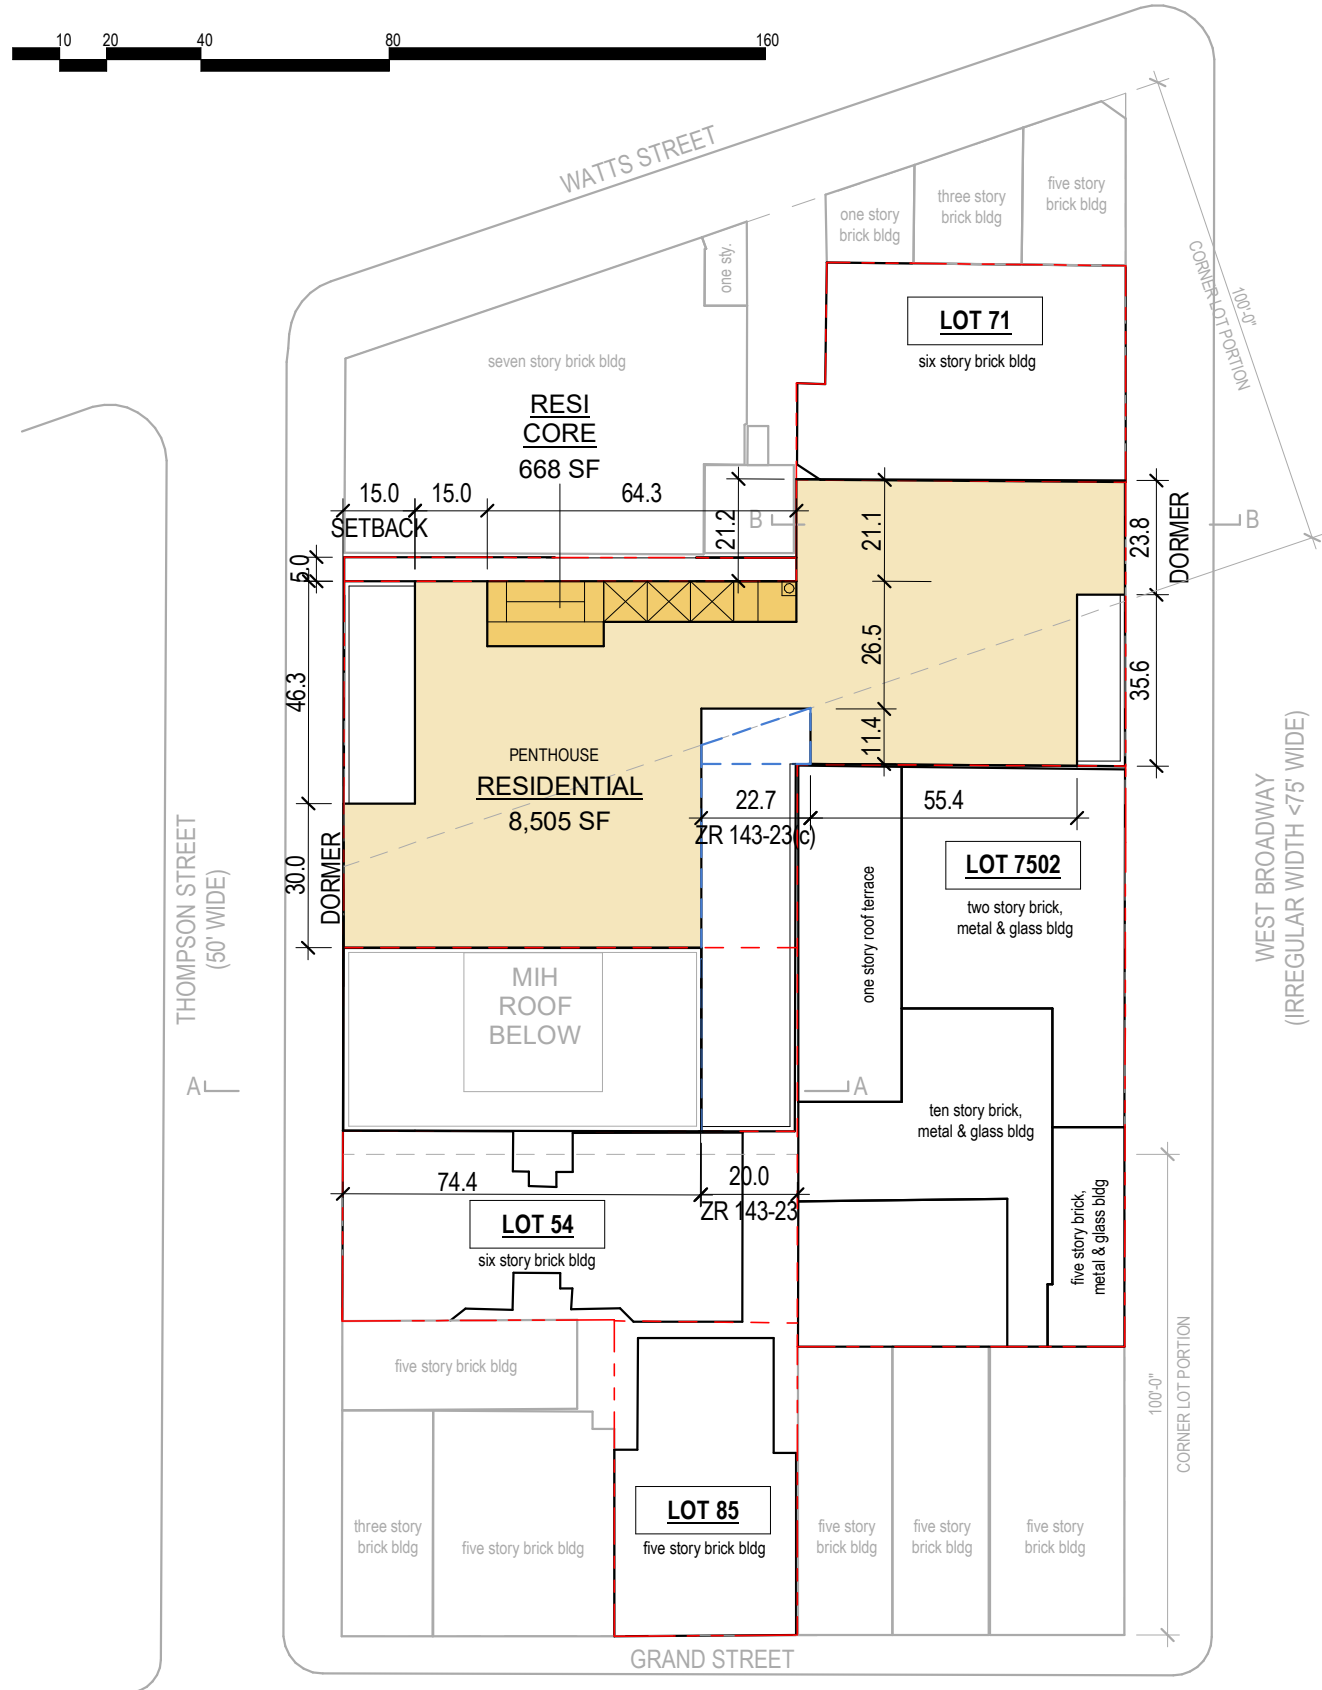 10 20 40 80 160
WATTS STREET
one story
brick bldg
three story
brick bldg
five story
brick bldg
one sty.
CORNER LOT PORTION
100'-0"
LOT 71
six story brick bldg
seven story brick bldg
RESI
CORE
668 SF
15.0 15.0 64.3
SETBACK
21.2
B
21.1
23.8
DORMER
B
5.0
46.3
26.5
35.6
11.4
PENTHOUSE
RESIDENTIAL
8,505 SF
22.7
ZR 143-23(c)
55.4
30.0
DORMER
THOMPSON STREET
(50' WIDE)
WEST BROADWAY
(IRREGULAR WIDTH <75' WIDE)
LOT 7502
two story brick,
metal & glass bldg
one story roof terrace
MIH
ROOF
BELOW
A
A
ten story brick,
metal & glass bldg
74.4
20.0
ZR 143-23
LOT 54
six story brick bldg
five story brick,
metal & glass bldg
five story brick bldg
100'-0"
CORNER LOT PORTION
three story
brick bldg
five story brick bldg
LOT 85
five story brick bldg
five story
brick bldg
five story
brick bldg
five story
brick bldg
GRAND STREET